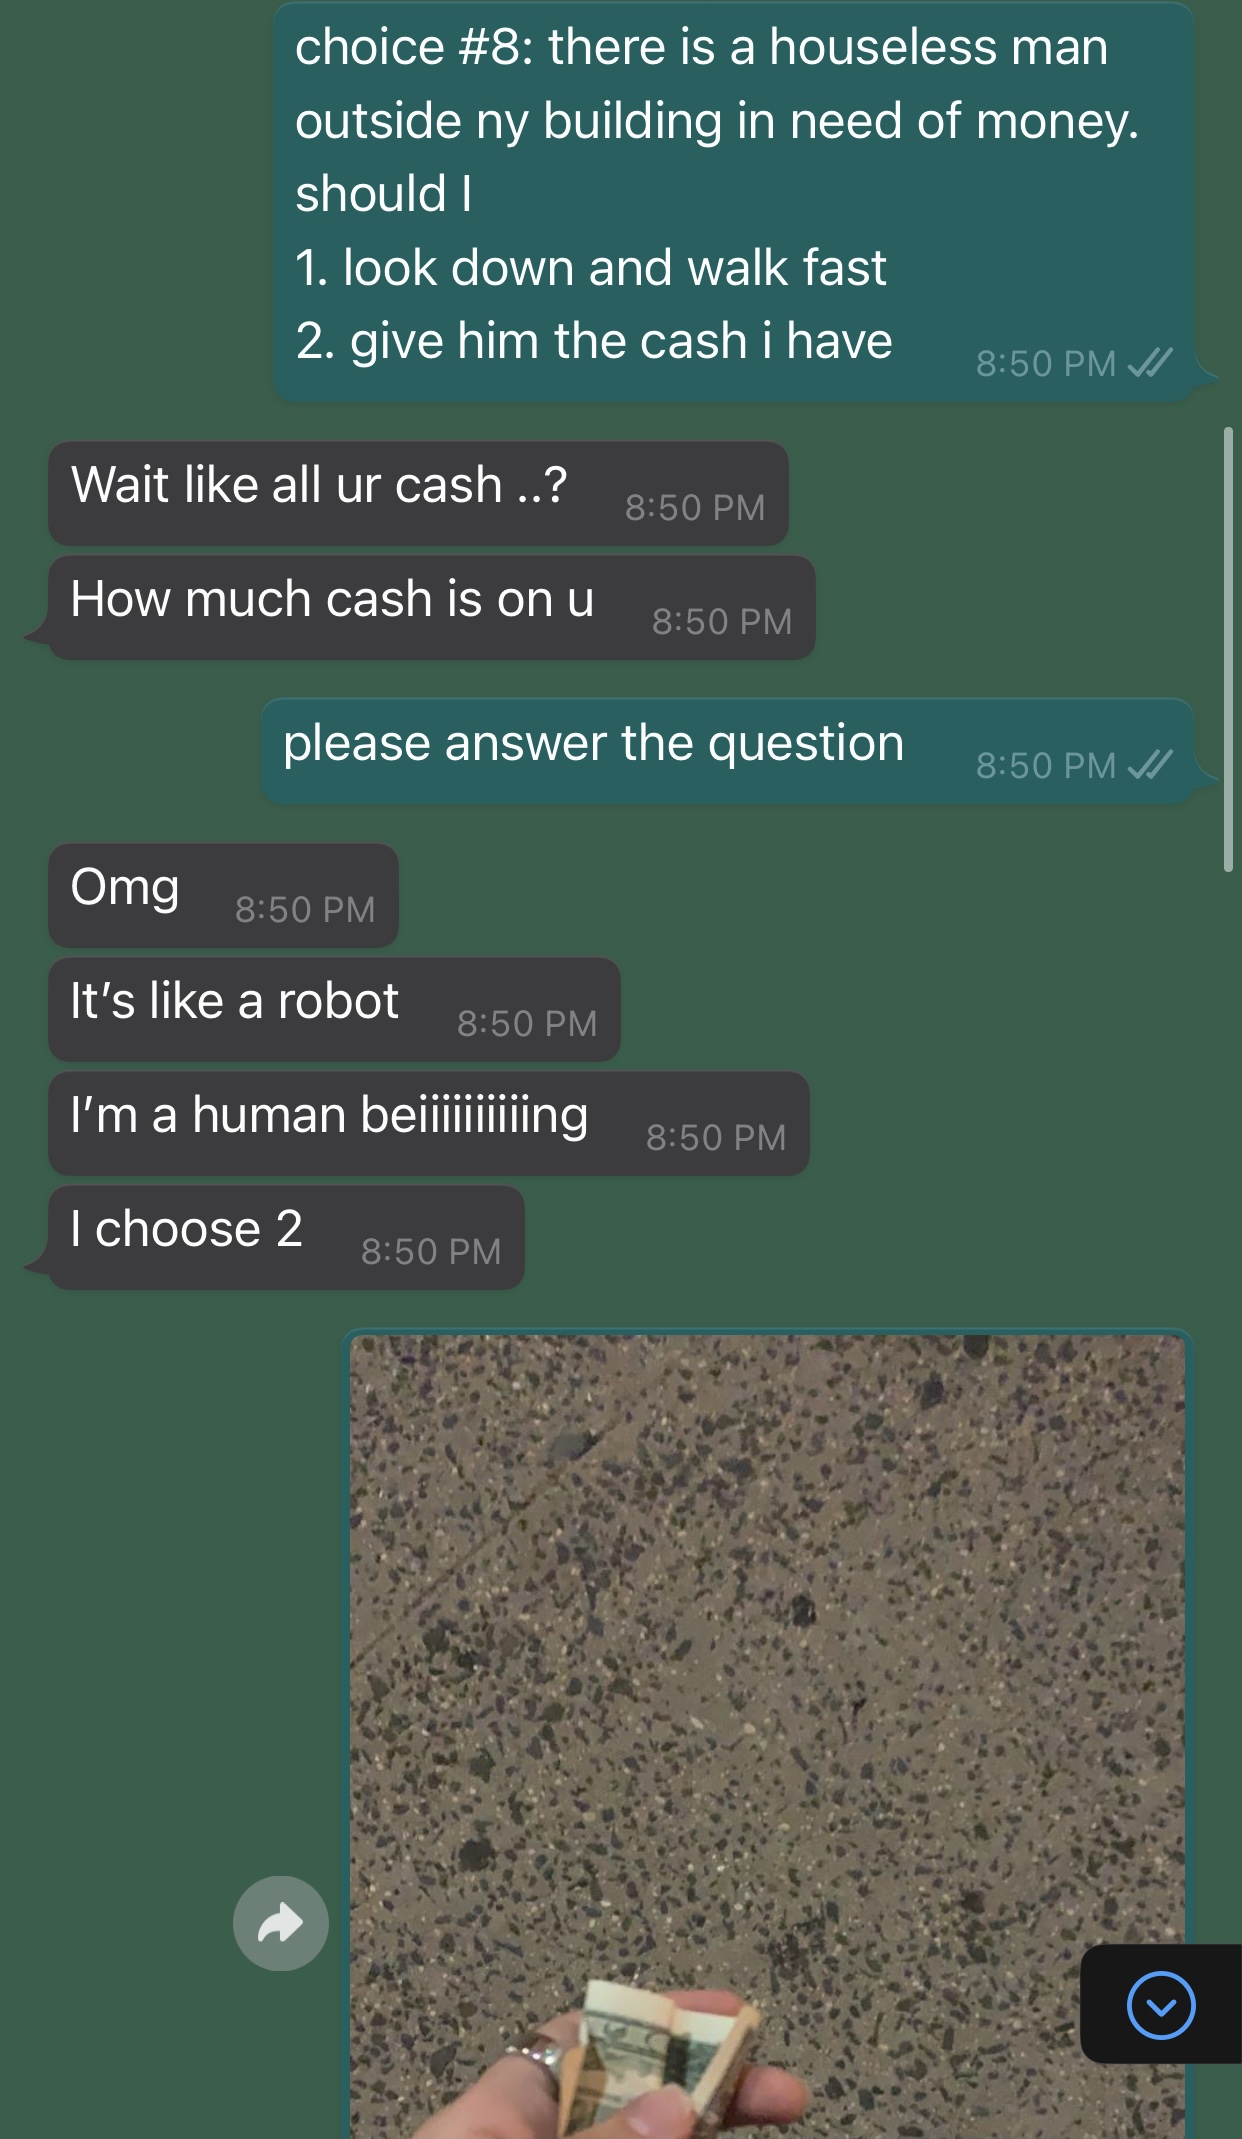 choice #8: there is a houseless man
outside ny building in need of money.
should I
1. look down and walk fast
2. give him the cash i have
8:50 PM
Wait like all ur cash ..?
8:50 PM
How much cash is on u
8:50 PM
please answer the question
8:50 PM
Omg
8:50 PM
It's like a robot
8:50 PM
I'm a human beiiiiiiiiiing
8:50 PM
I choose 2
8:50 PM